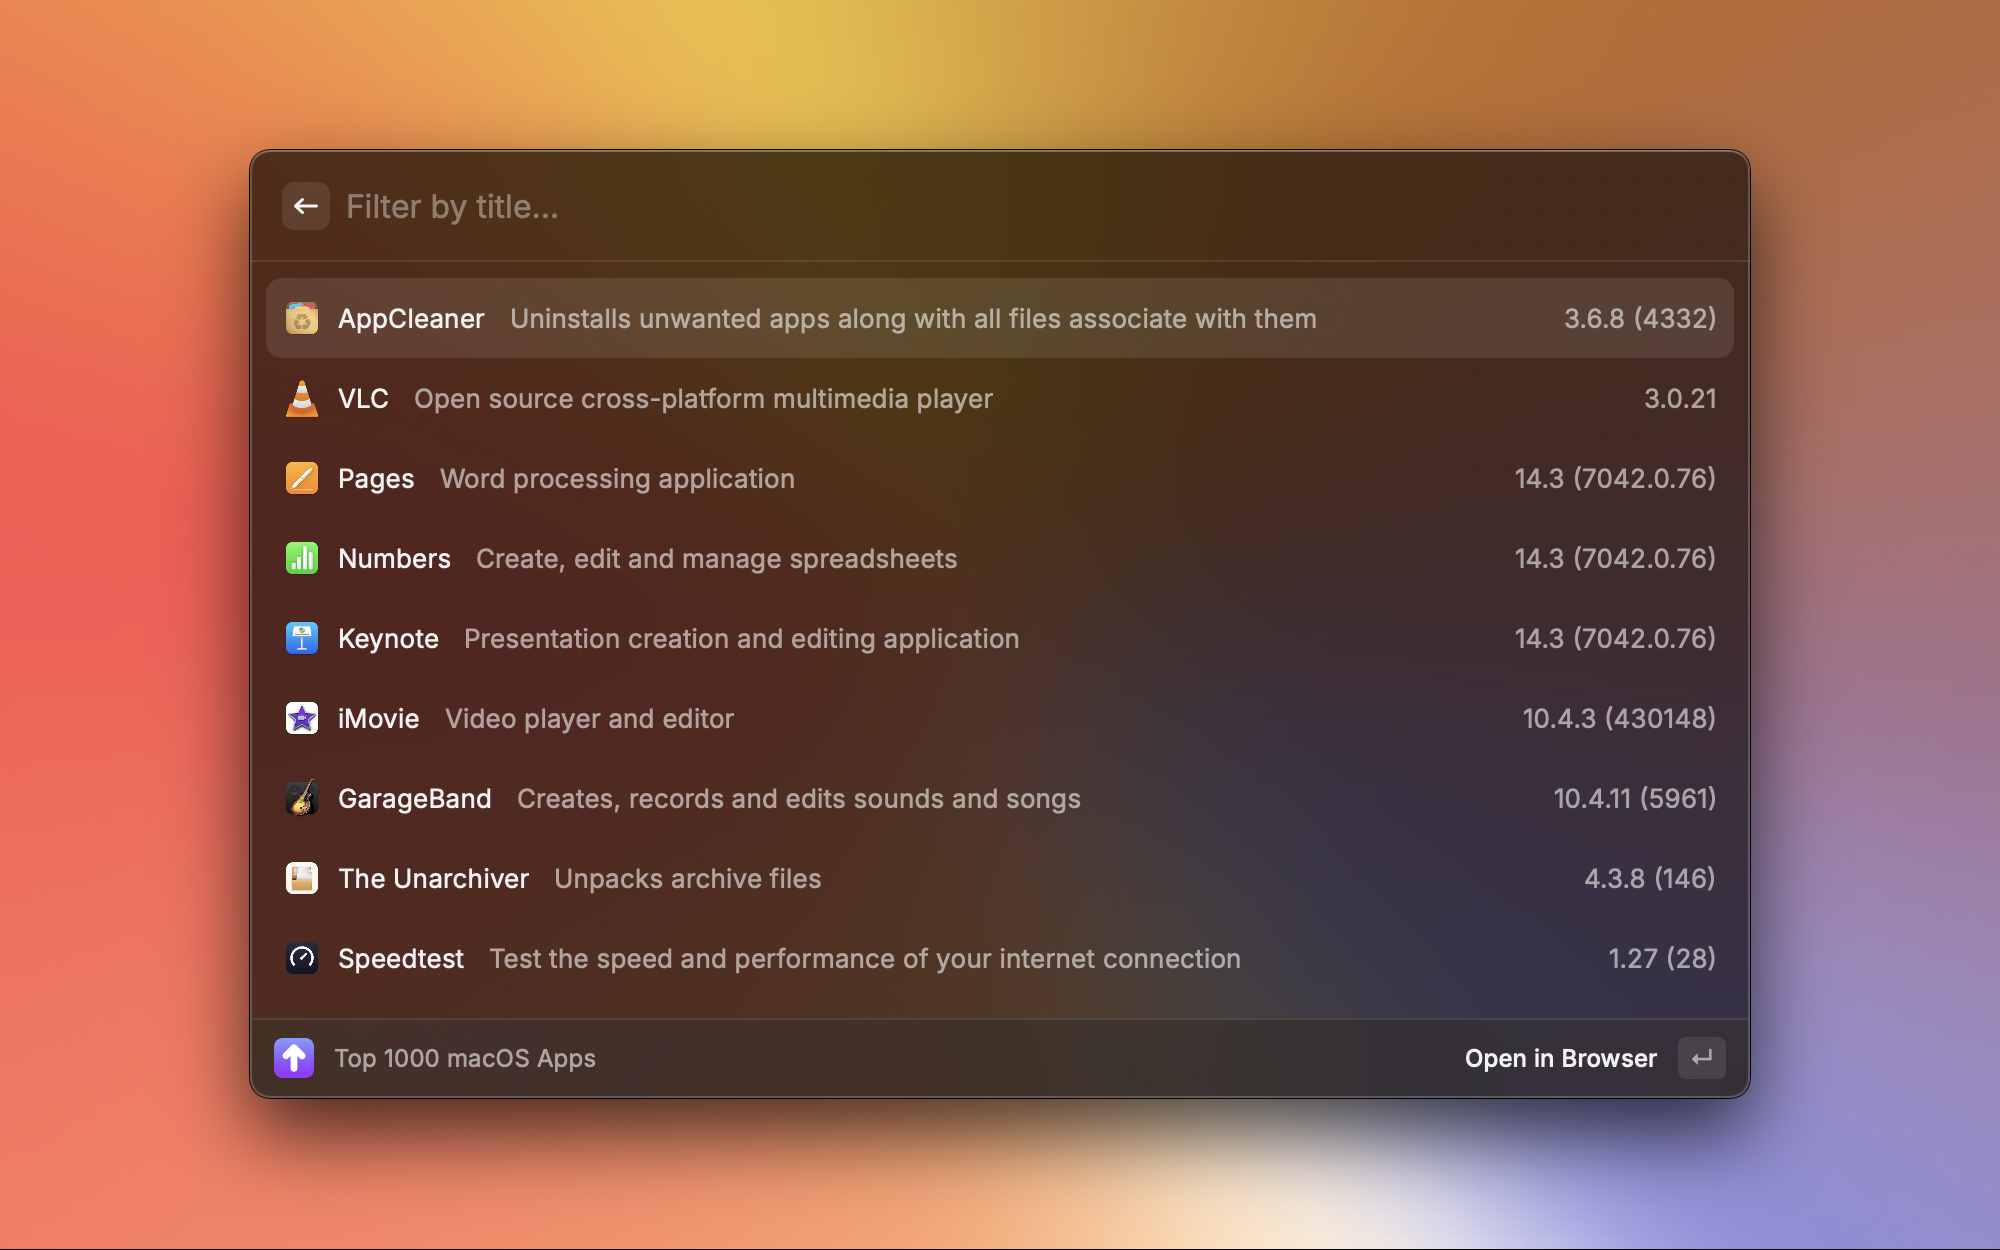 Filter by title...
AppCleaner Uninstalls unwanted apps along with all files associate with them 3.6.8 (4332)
VLC Open source cross-platform multimedia player 3.0.21
Pages Word processing application 14.3 (7042.0.76)
Numbers Create, edit and manage spreadsheets 14.3 (7042.0.76)
Keynote Presentation creation and editing application 14.3 (7042.0.76)
iMovie Video player and editor 10.4.3 (430148)
GarageBand Creates, records and edits sounds and songs 10.4.11 (5961)
The Unarchiver Unpacks archive files 4.3.8 (146)
Speedtest Test the speed and performance of your internet connection 1.27 (28)
Top 1000 macOS Apps Open in Browser